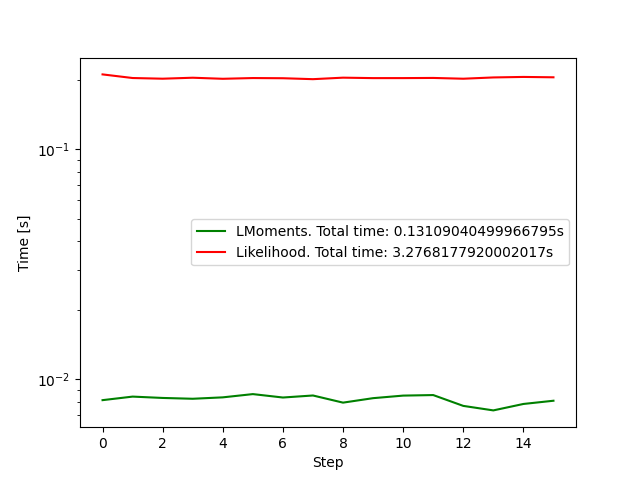 Time [s]
10⁻¹
10⁻²
LMoments. Total time: 0.13109040499966795s
Likelihood. Total time: 3.2768177920002017s
0 2 4 6 8 10 12 14
Step